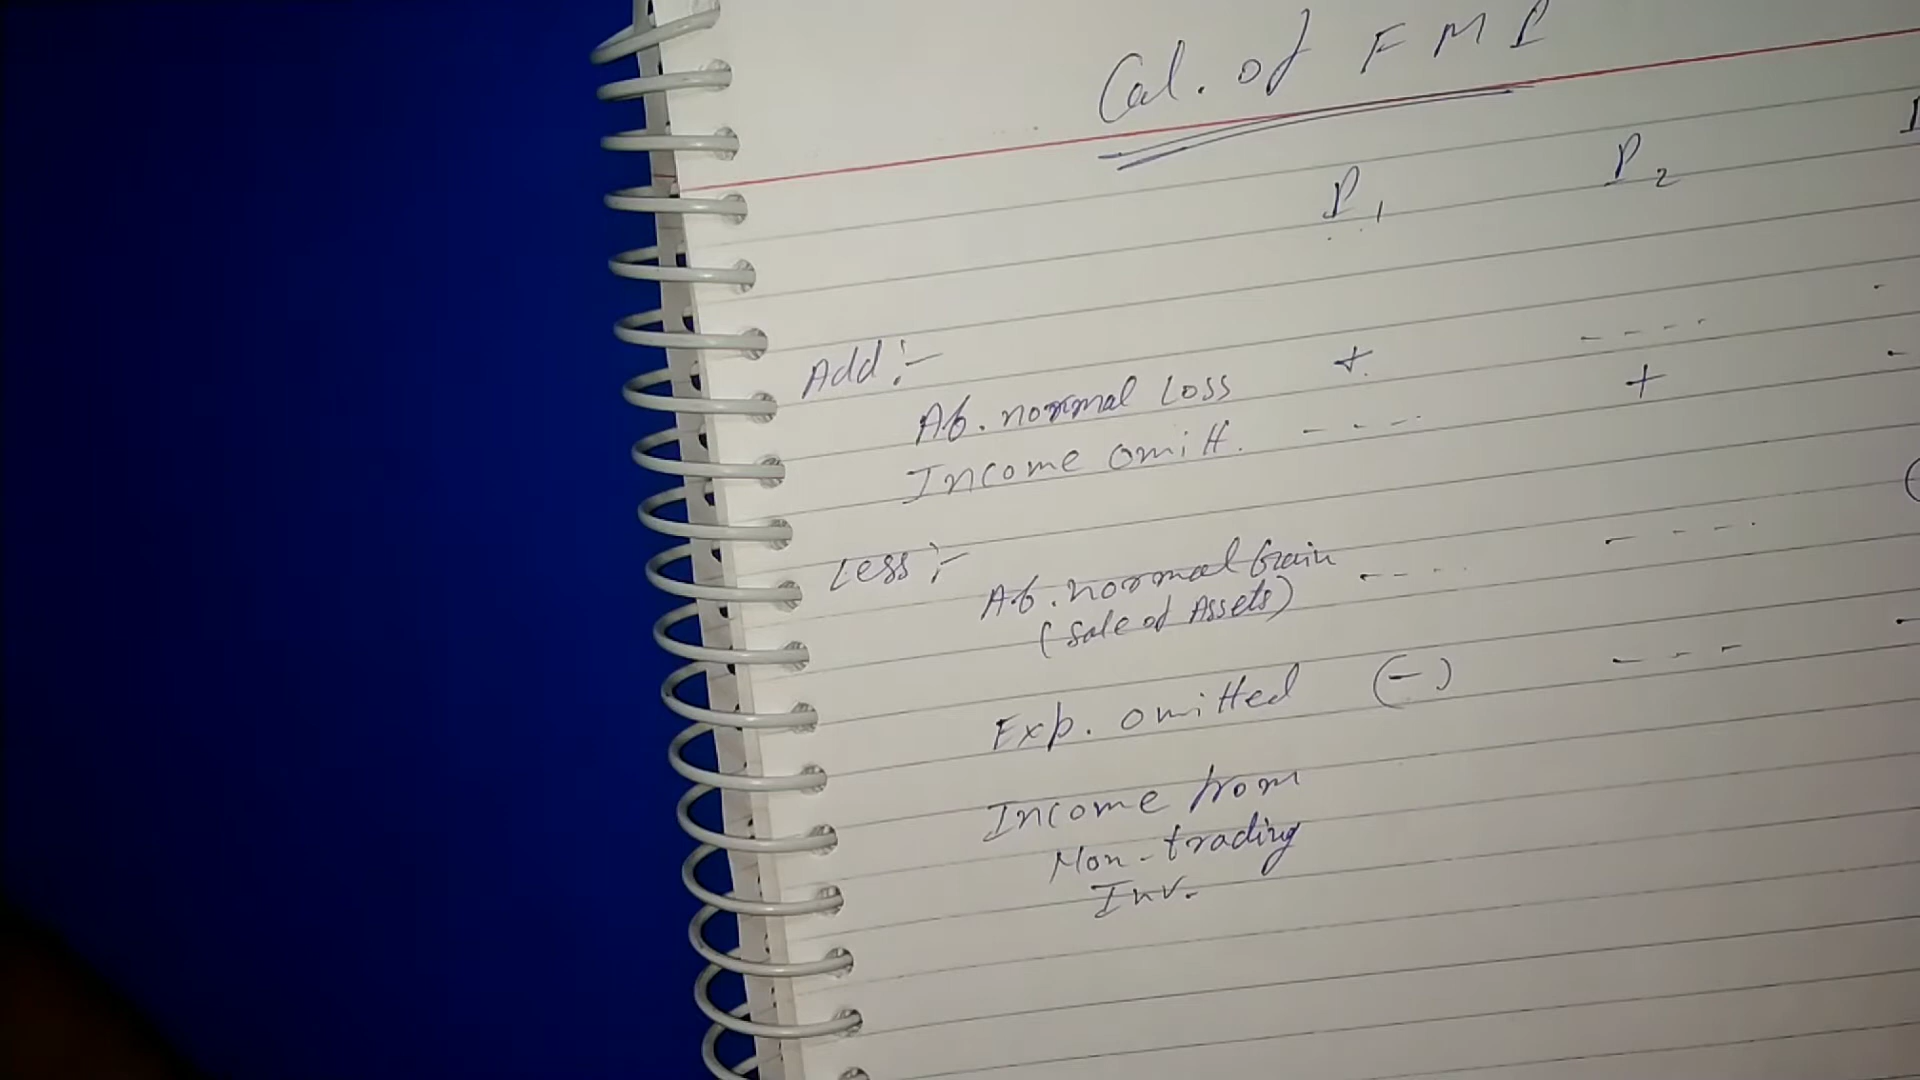 Cal. of F M P
P1 P2
Add :-
Ab. normal Loss + - - - -
Income omitt. - - - - +
Less :-
Ab. normal Gain - - - - - - - -
(Sale of Assets)
Exp. omitted (-) - - -
Income from
Non-trading
Inv.